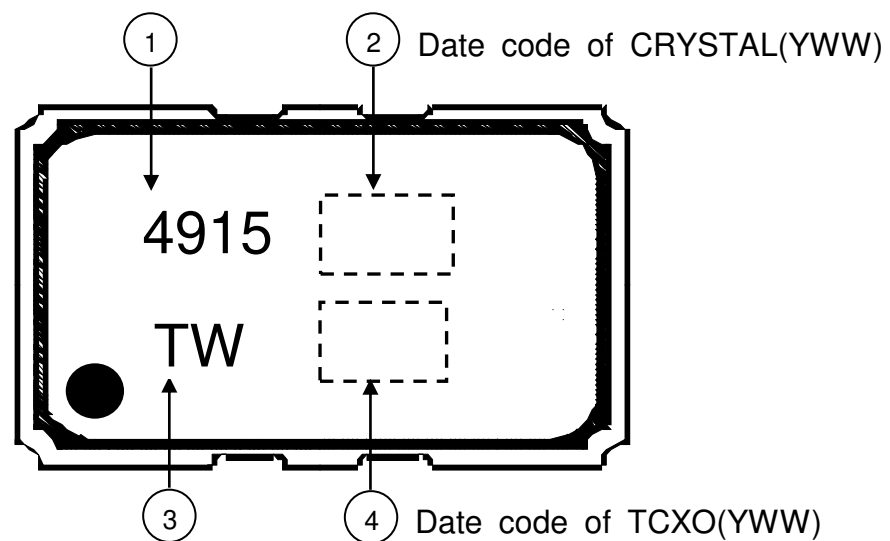 1
2 Date code of CRYSTAL(YWW)
4915
TW
3
4 Date code of TCXO(YWW)